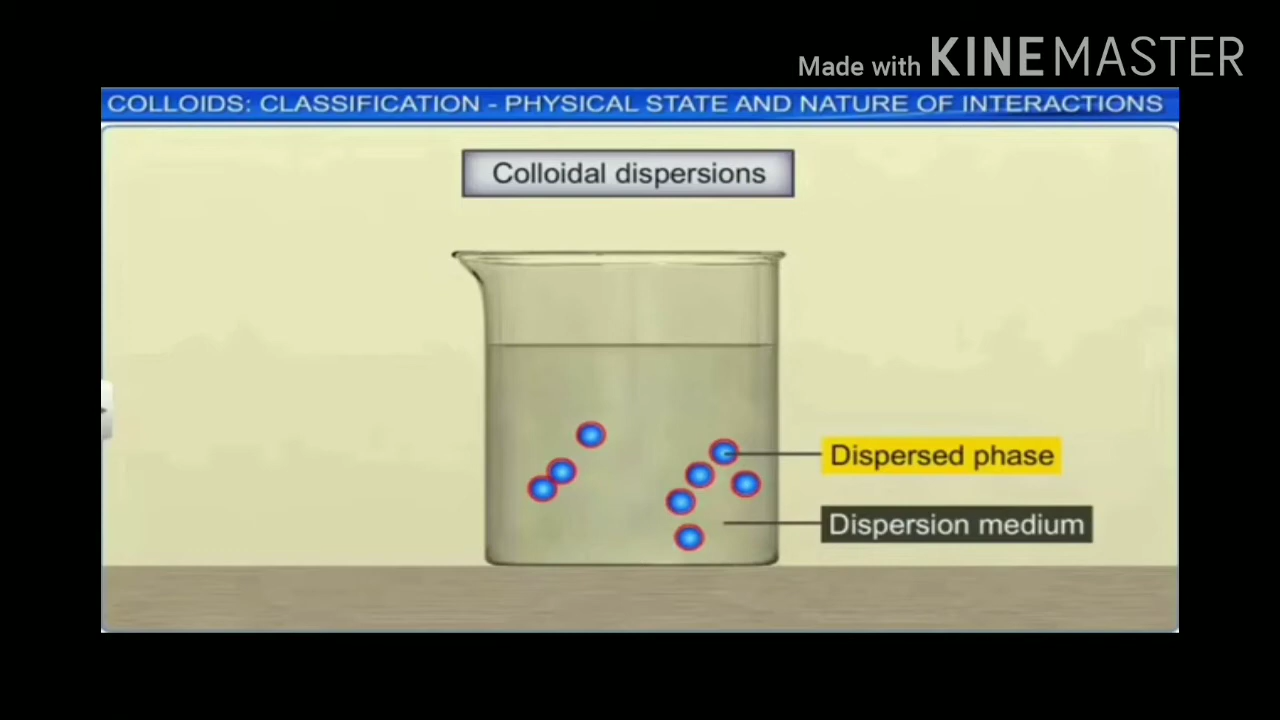 Made with KINEMASTER
COLLOIDS: CLASSIFICATION - PHYSICAL STATE AND NATURE OF INTERACTIONS
Colloidal dispersions
Dispersed phase
Dispersion medium